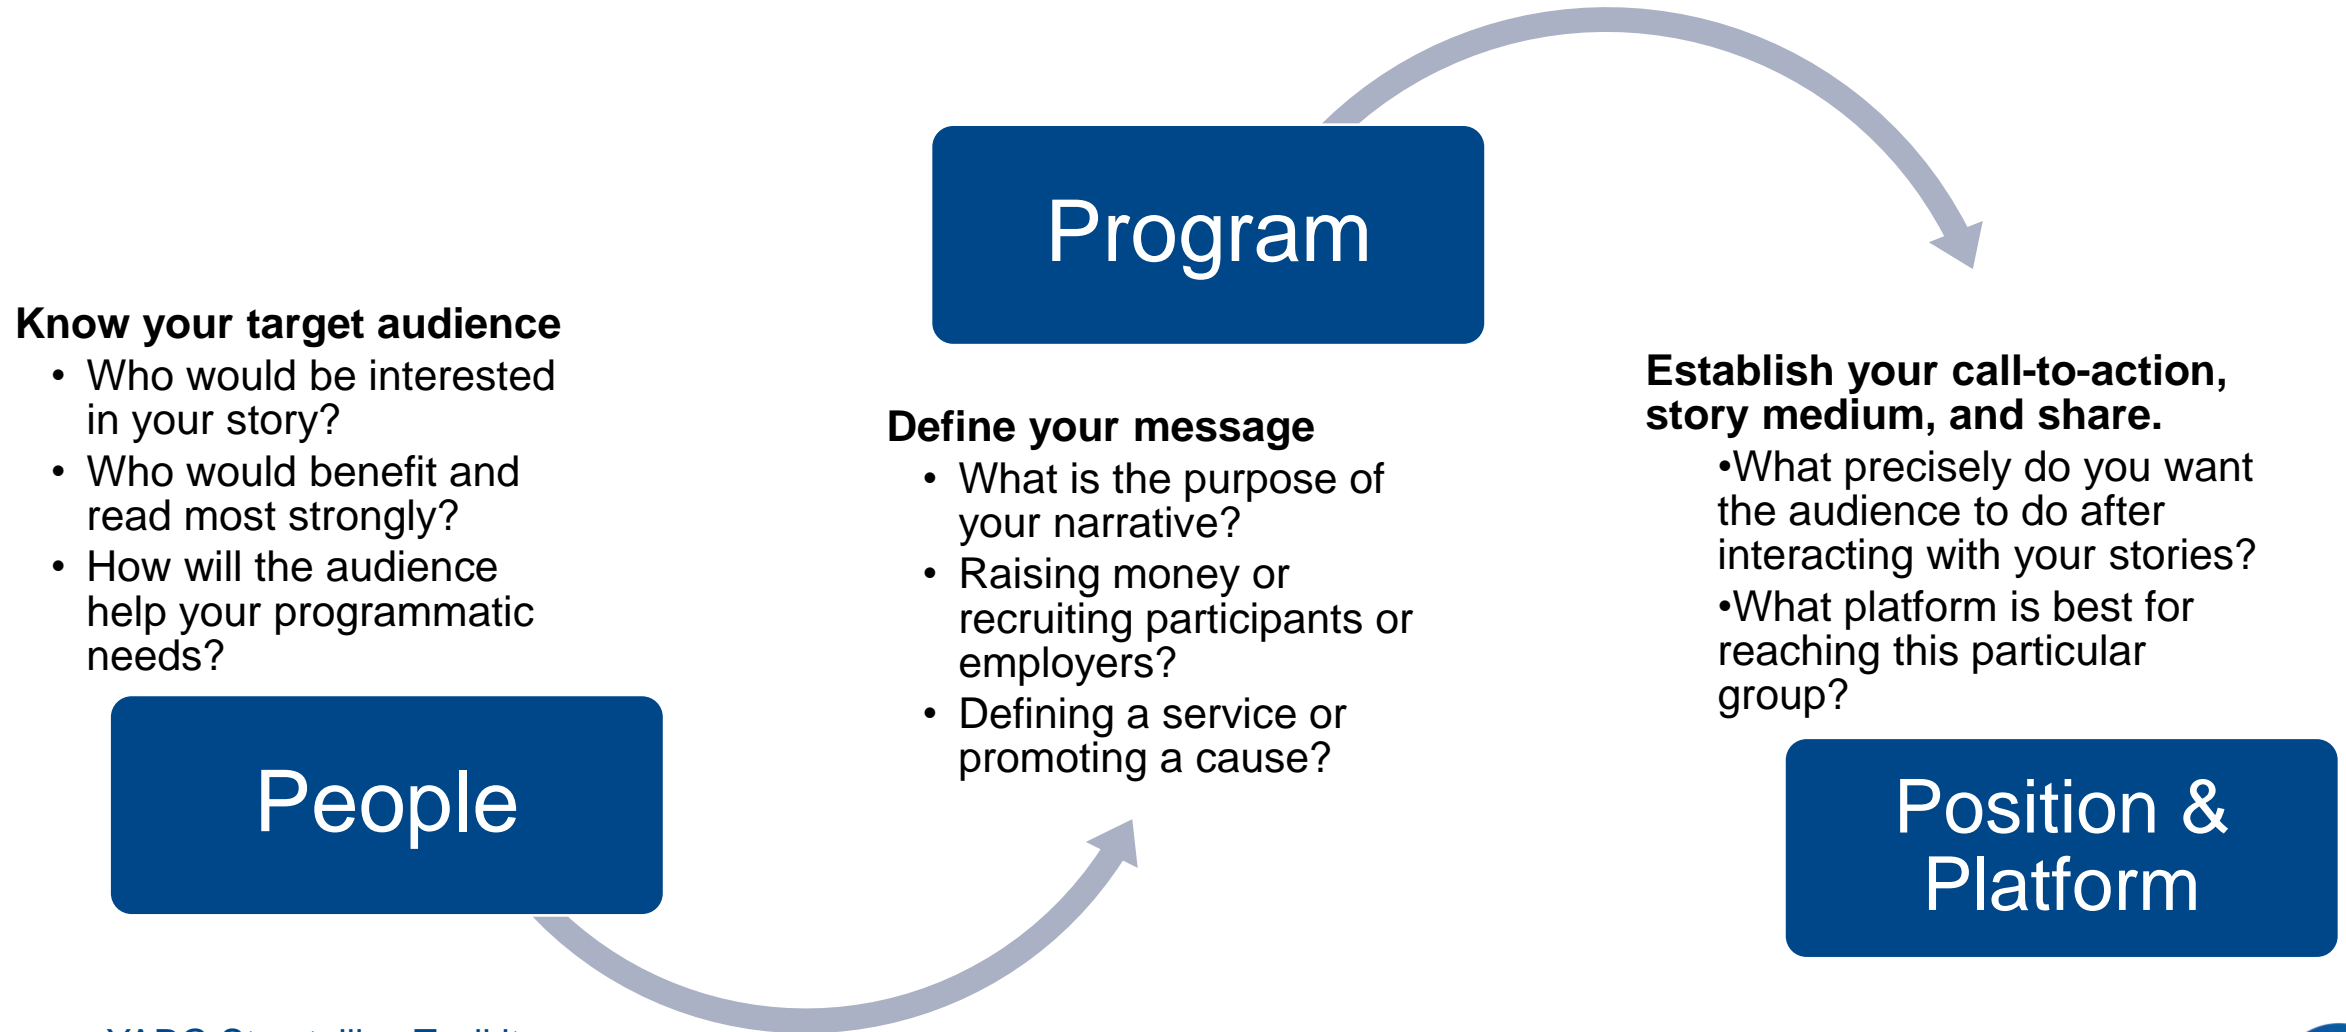 Know your target audience
• Who would be interested
in your story?
• Who would benefit and
read most strongly?
• How will the audience
help your programmatic
needs?
People
Program
Define your message
• What is the purpose of
your narrative?
• Raising money or
recruiting participants or
employers?
• Defining a service or
promoting a cause?
Establish your call-to-action,
story medium, and share.
•What precisely do you want
the audience to do after
interacting with your stories?
•What platform is best for
reaching this particular
group?
Position &
Platform